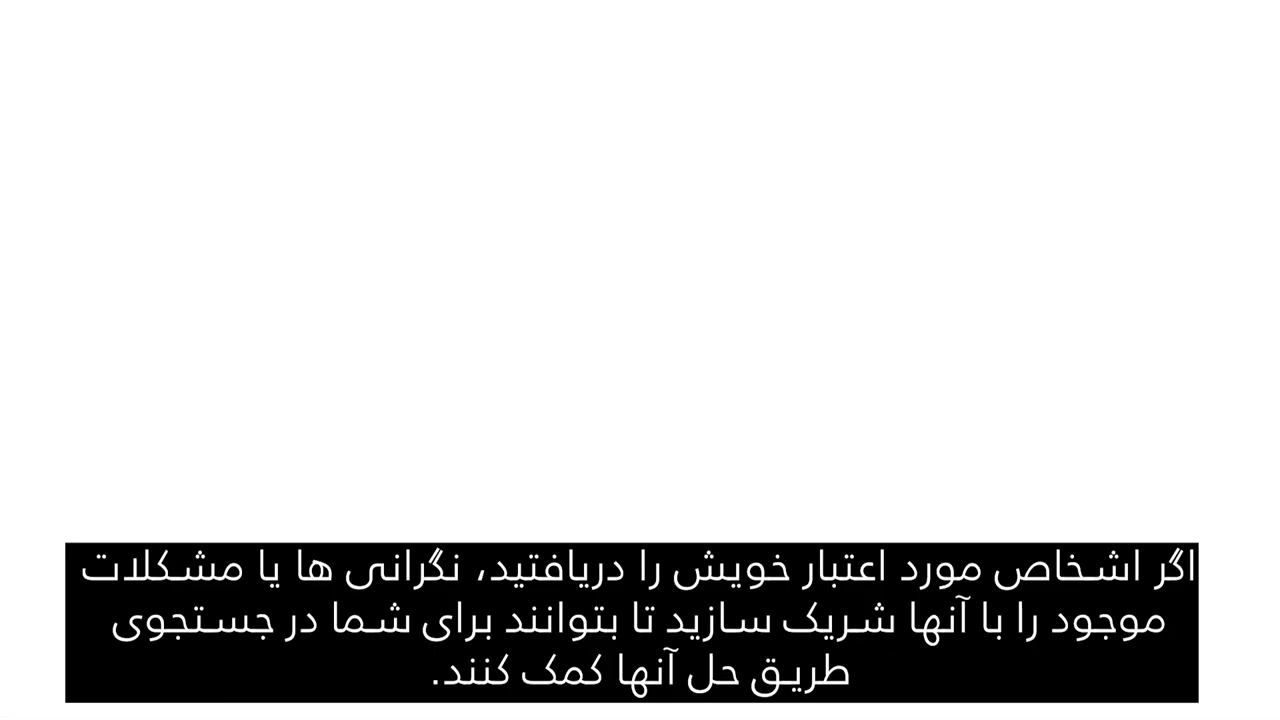 اگر اشخاص مورد اعتبار خویش را دریافتید، نگرانی ها یا مشکلات
موجود را با آنها شریک سازید تا بتوانند برای شما در جستجوی
طریق حل آنها کمک کنند.